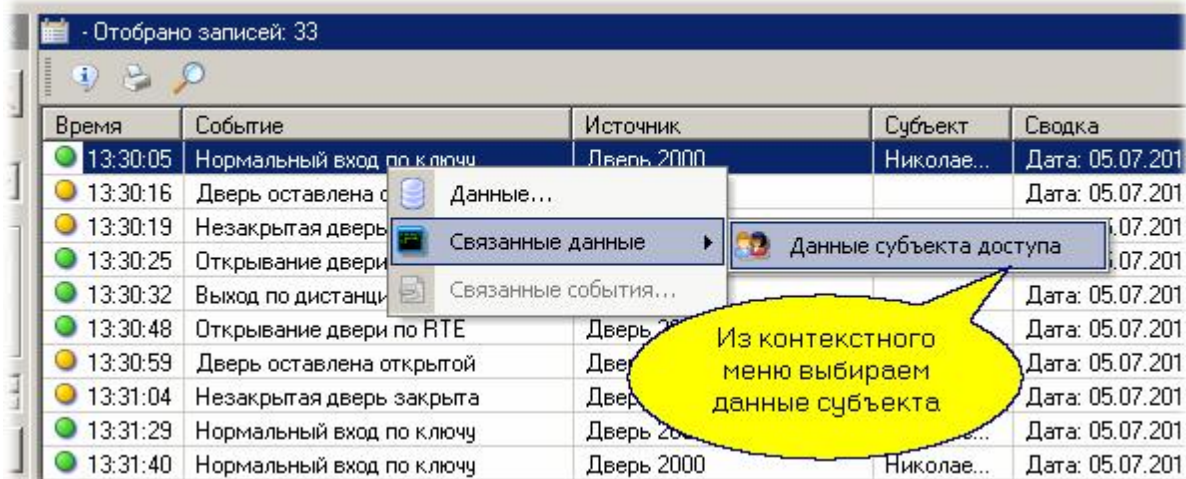 - Отобрано записей: 33
Время Событие Источник Субъект Сводка
13:30:05 Нормальный вход по ключу Дверь 2000 Николае... Дата: 05.07.201
13:30:16 Дверь оставлена Дата: 05.07.201
Данные...
13:30:19 Незакрытая дверь .07.201
Связанные данные
Данные субъекта доступа
13:30:25 Открывание двери .07.201
13:30:32 Выход по Дата: 05.07.201
Связанные события...
13:30:48 Открывание двери по RTE Дверь Дата: 05.07.201
13:30:59 Дверь оставлена открытой Дата: 05.07.201
13:31:04 Незакрытая дверь закрыта Дата: 05.07.201
13:31:29 Нормальный вход по ключу Дверь Дата: 05.07.201
13:31:40 Нормальный вход по ключу Дверь 2000 Николае... Дата: 05.07.201
Из контекстного
меню выбираем
данные субъекта